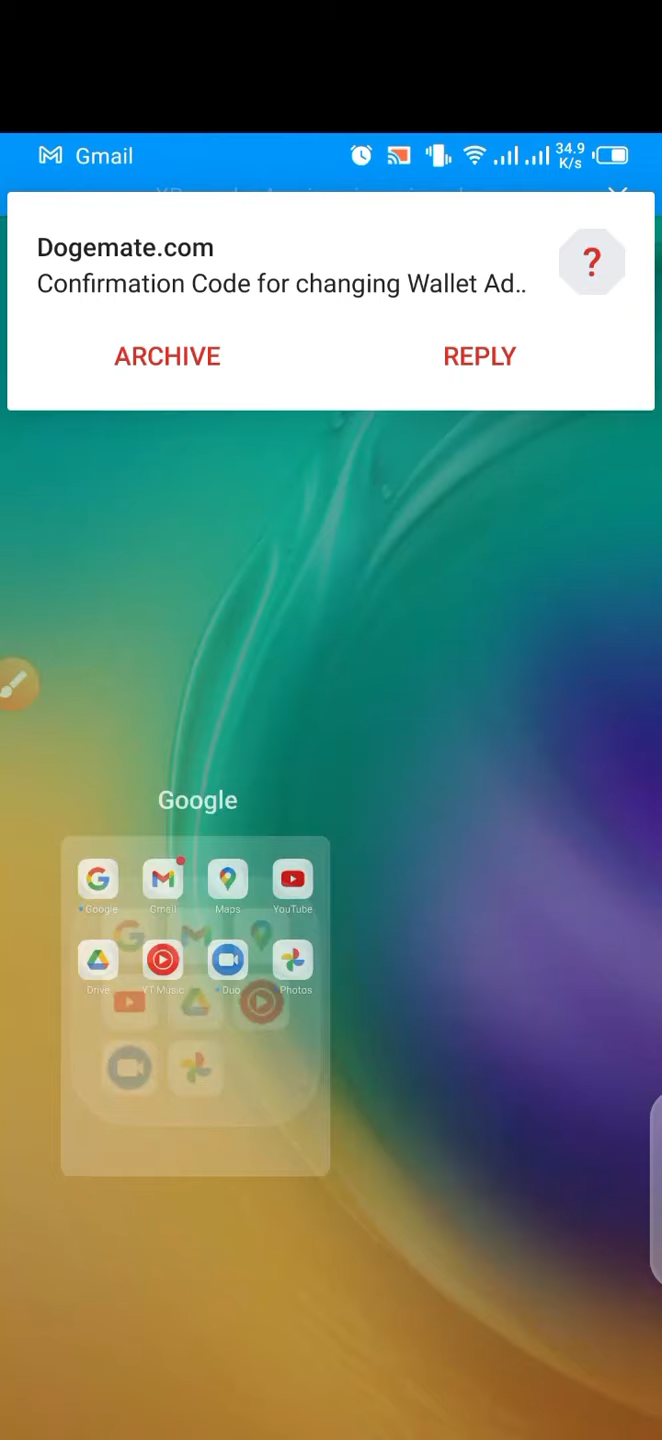 Gmail
34.9
K/s
Dogemate.com
Confirmation Code for changing Wallet Ad..
?
ARCHIVE
REPLY
Google
Google
Gmail
Maps
YouTube
Drive
YT Music
Duo
Photos